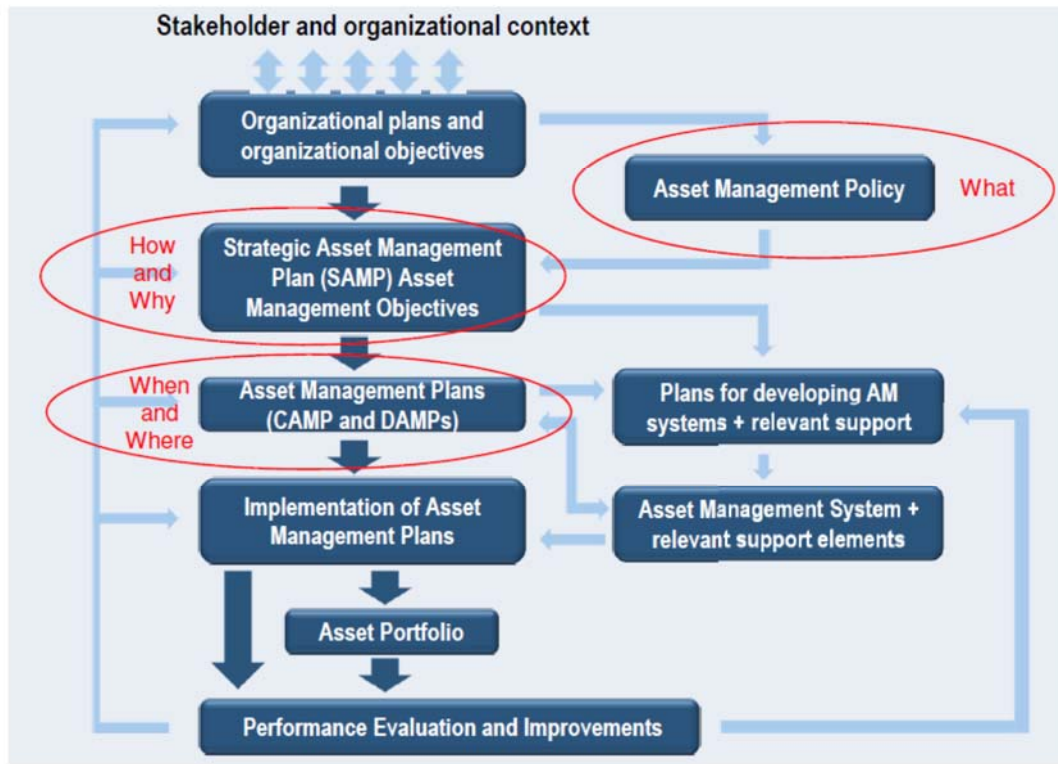 Stakeholder and organizational context
Organizational plans and
organizational objectives
Asset Management Policy
What
How
and
Why
Strategic Asset Management
Plan (SAMP) Asset
Management Objectives
When
and
Where
Asset Management Plans
(CAMP and DAMPs)
Plans for developing AM
systems + relevant support
Implementation of Asset
Management Plans
Asset Management System +
relevant support elements
Asset Portfolio
Performance Evaluation and Improvements